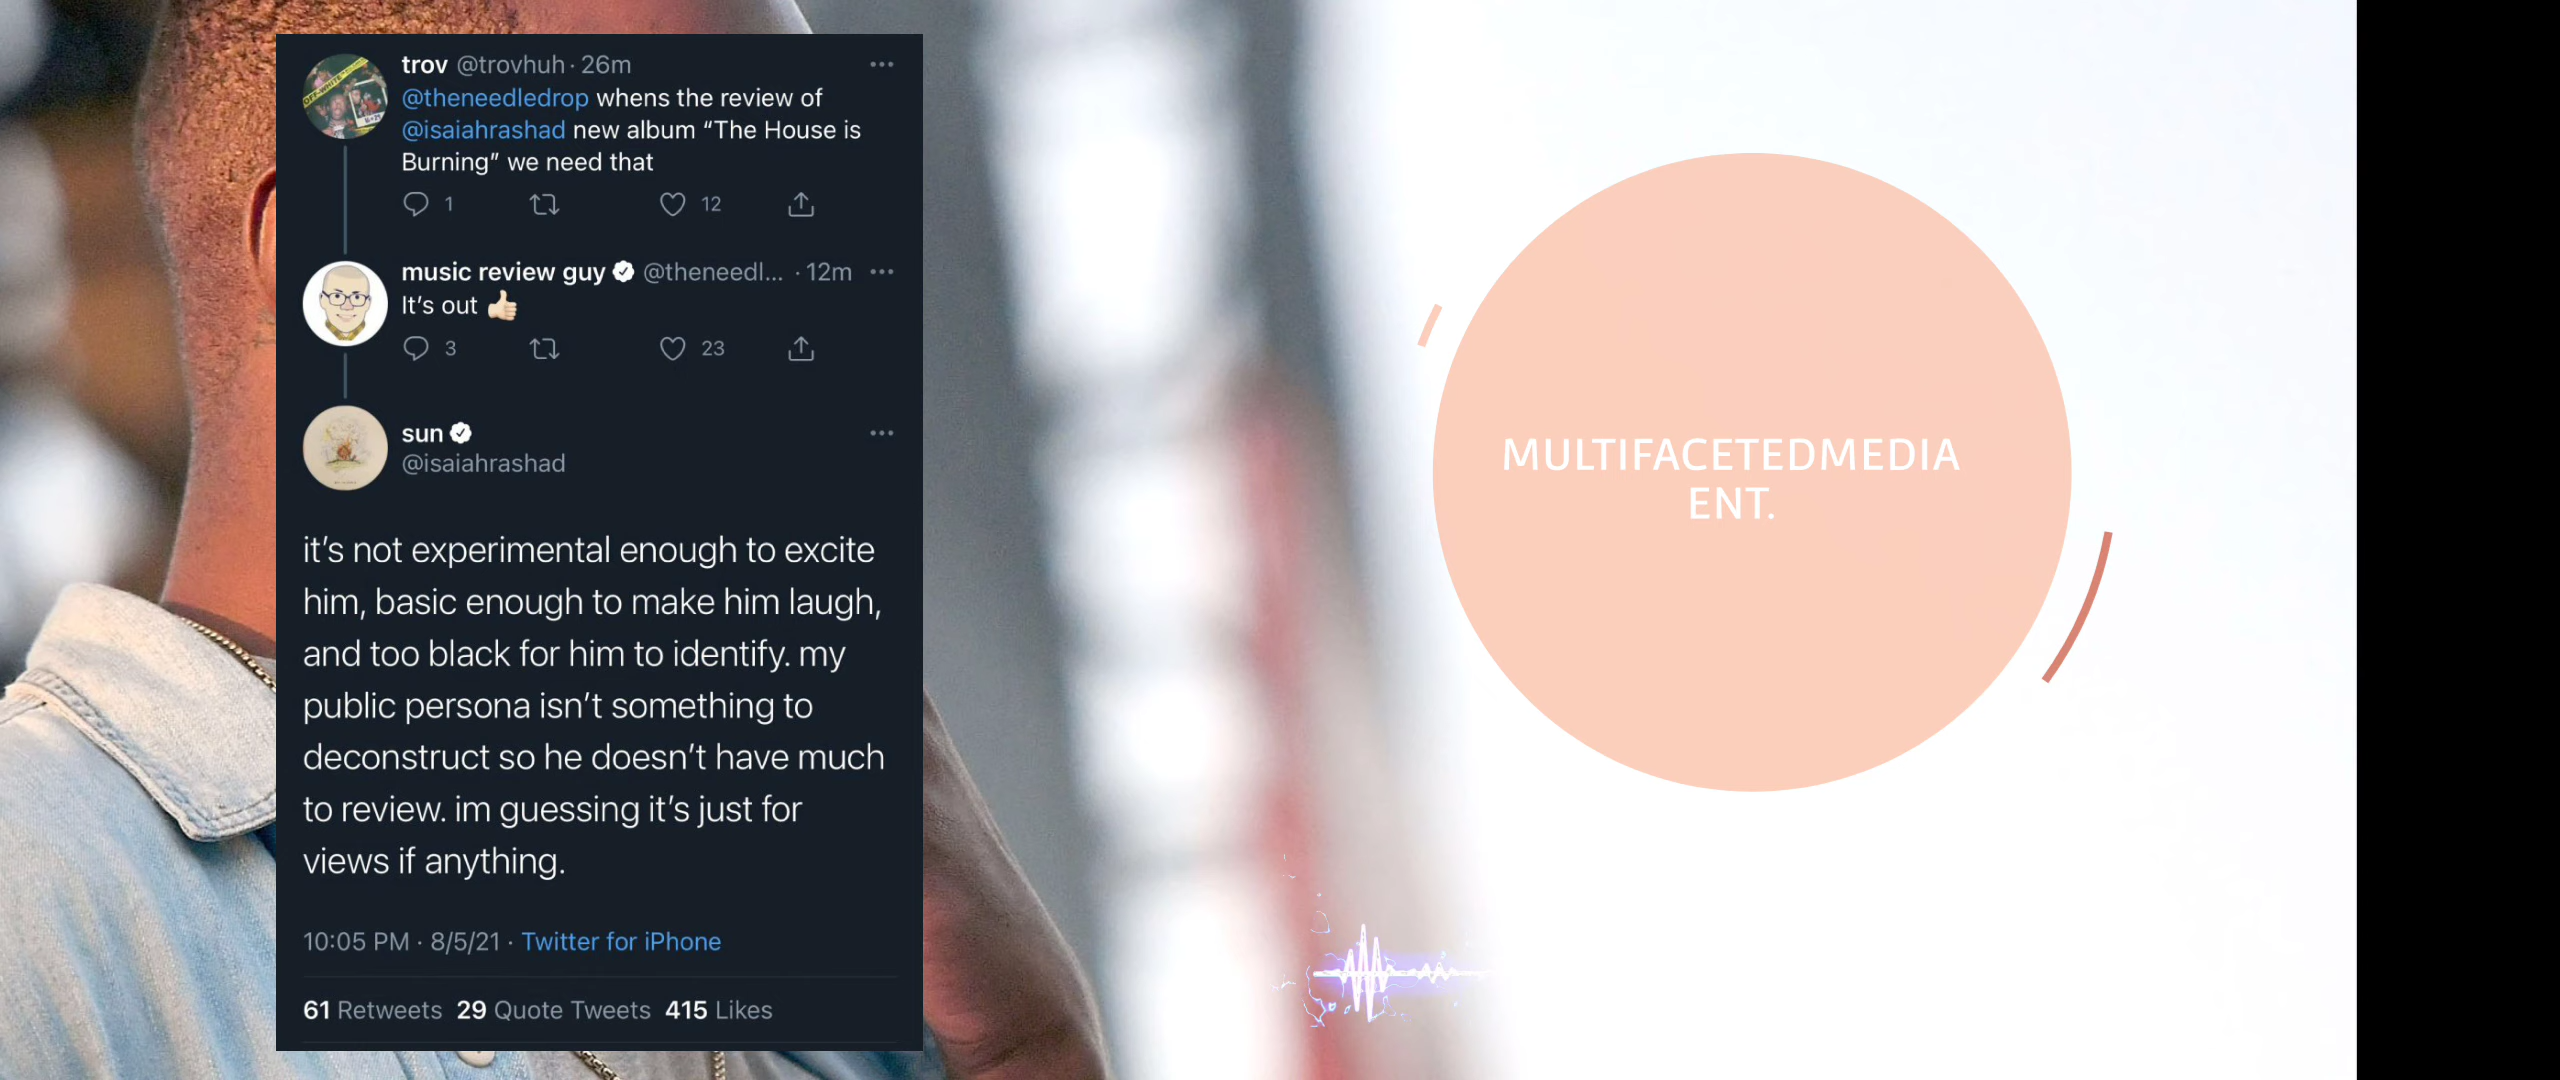 trov @trovhuh · 26m
@theneedledrop whens the review of
@isaiahrashad new album “The House is
Burning” we need that
1 12
music review guy @theneedl... · 12m
It’s out 👍🏻
3 23
sun
@isaiahrashad
it’s not experimental enough to excite
him, basic enough to make him laugh,
and too black for him to identify. my
public persona isn’t something to
deconstruct so he doesn’t have much
to review. im guessing it’s just for
views if anything.
10:05 PM · 8/5/21 · Twitter for iPhone
61 Retweets 29 Quote Tweets 415 Likes
MULTIFACETEDMEDIA
ENT.